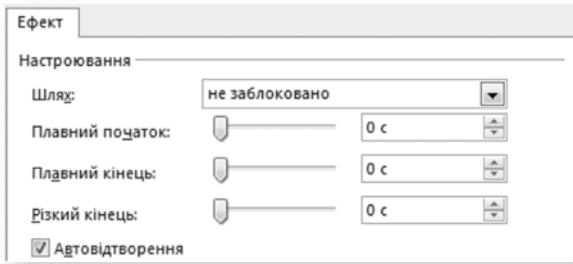 Ефект
Настроювання
Шлях: не заблоковано
Плавний початок: 0 с
Плавний кінець: 0 с
Різкий кінець: 0 с
Автовідтворення